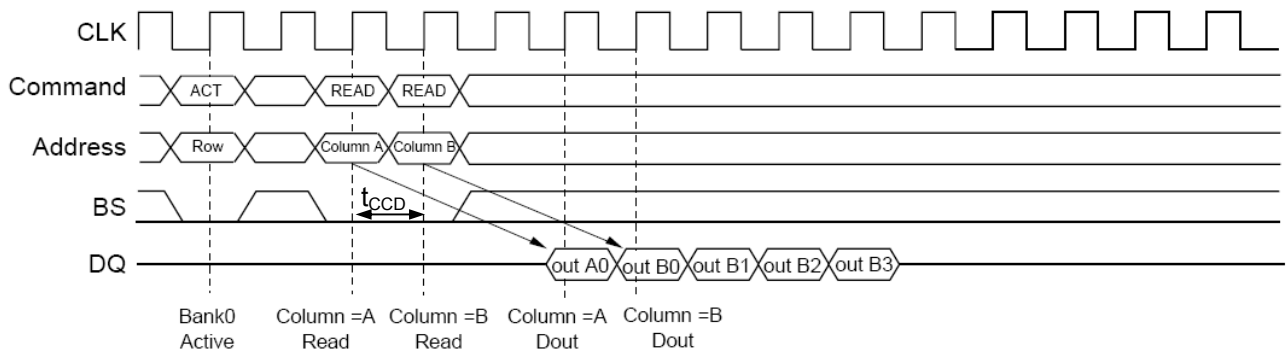 CLK
Command ACT READ READ
Address Row Column A Column B
BS tCCD
DQ out A0 out B0 out B1 out B2 out B3
Bank0 Column =A Column =B Column =A Column =B
Active Read Read Dout Dout